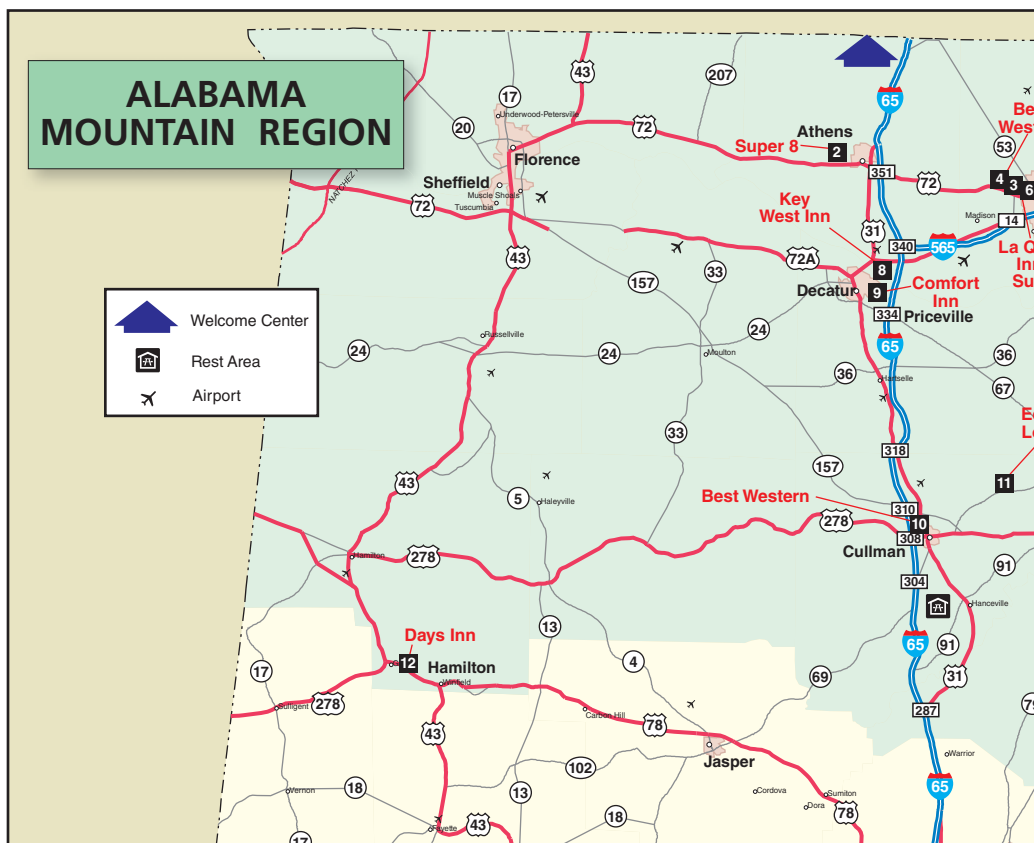 ALABAMA
MOUNTAIN REGION
Welcome Center
Rest Area
Airport
43
17
207
65
Underwood-Petersville
20
72
Athens
Super 8
2
53
Florence
351
4
3
6
72
Sheffield
Muscle Shoals
Tuscumbia
72
Key
West Inn
31
Madison
14
340
565
43
72A
33
157
8
Decatur
9
Comfort
Inn
334
Priceville
24
Russellville
24
24
Moulton
65
36
36
Hartselle
67
33
318
157
43
5
Haleyville
11
Best Western
310
278
10
308
Cullman
Hamilton
278
304
91
Hanceville
13
65
91
Days Inn
12
Hamilton
4
17
Winfield
69
31
278
Sulligent
Carbon Hill
78
287
43
Jasper
Warrior
102
Vernon
18
13
Cordova
Sumiton
Dora
78
65
18
Fayette
43
17